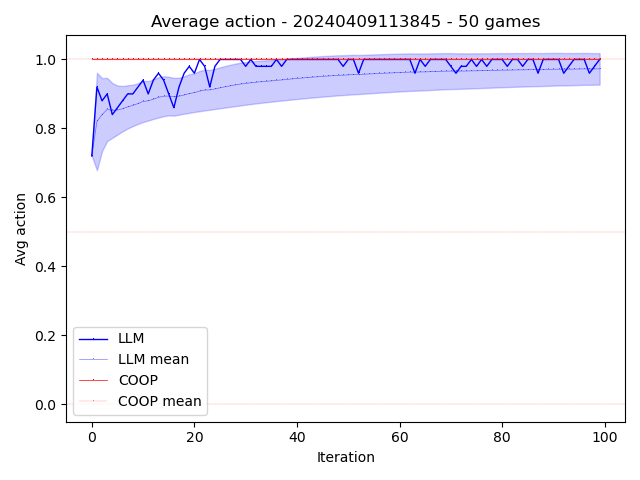 Average action - 20240409113845 - 50 games
Avg action
1.0
0.8
0.6
0.4
0.2
0.0
LLM
LLM mean
COOP
COOP mean
0 20 40 60 80 100
Iteration